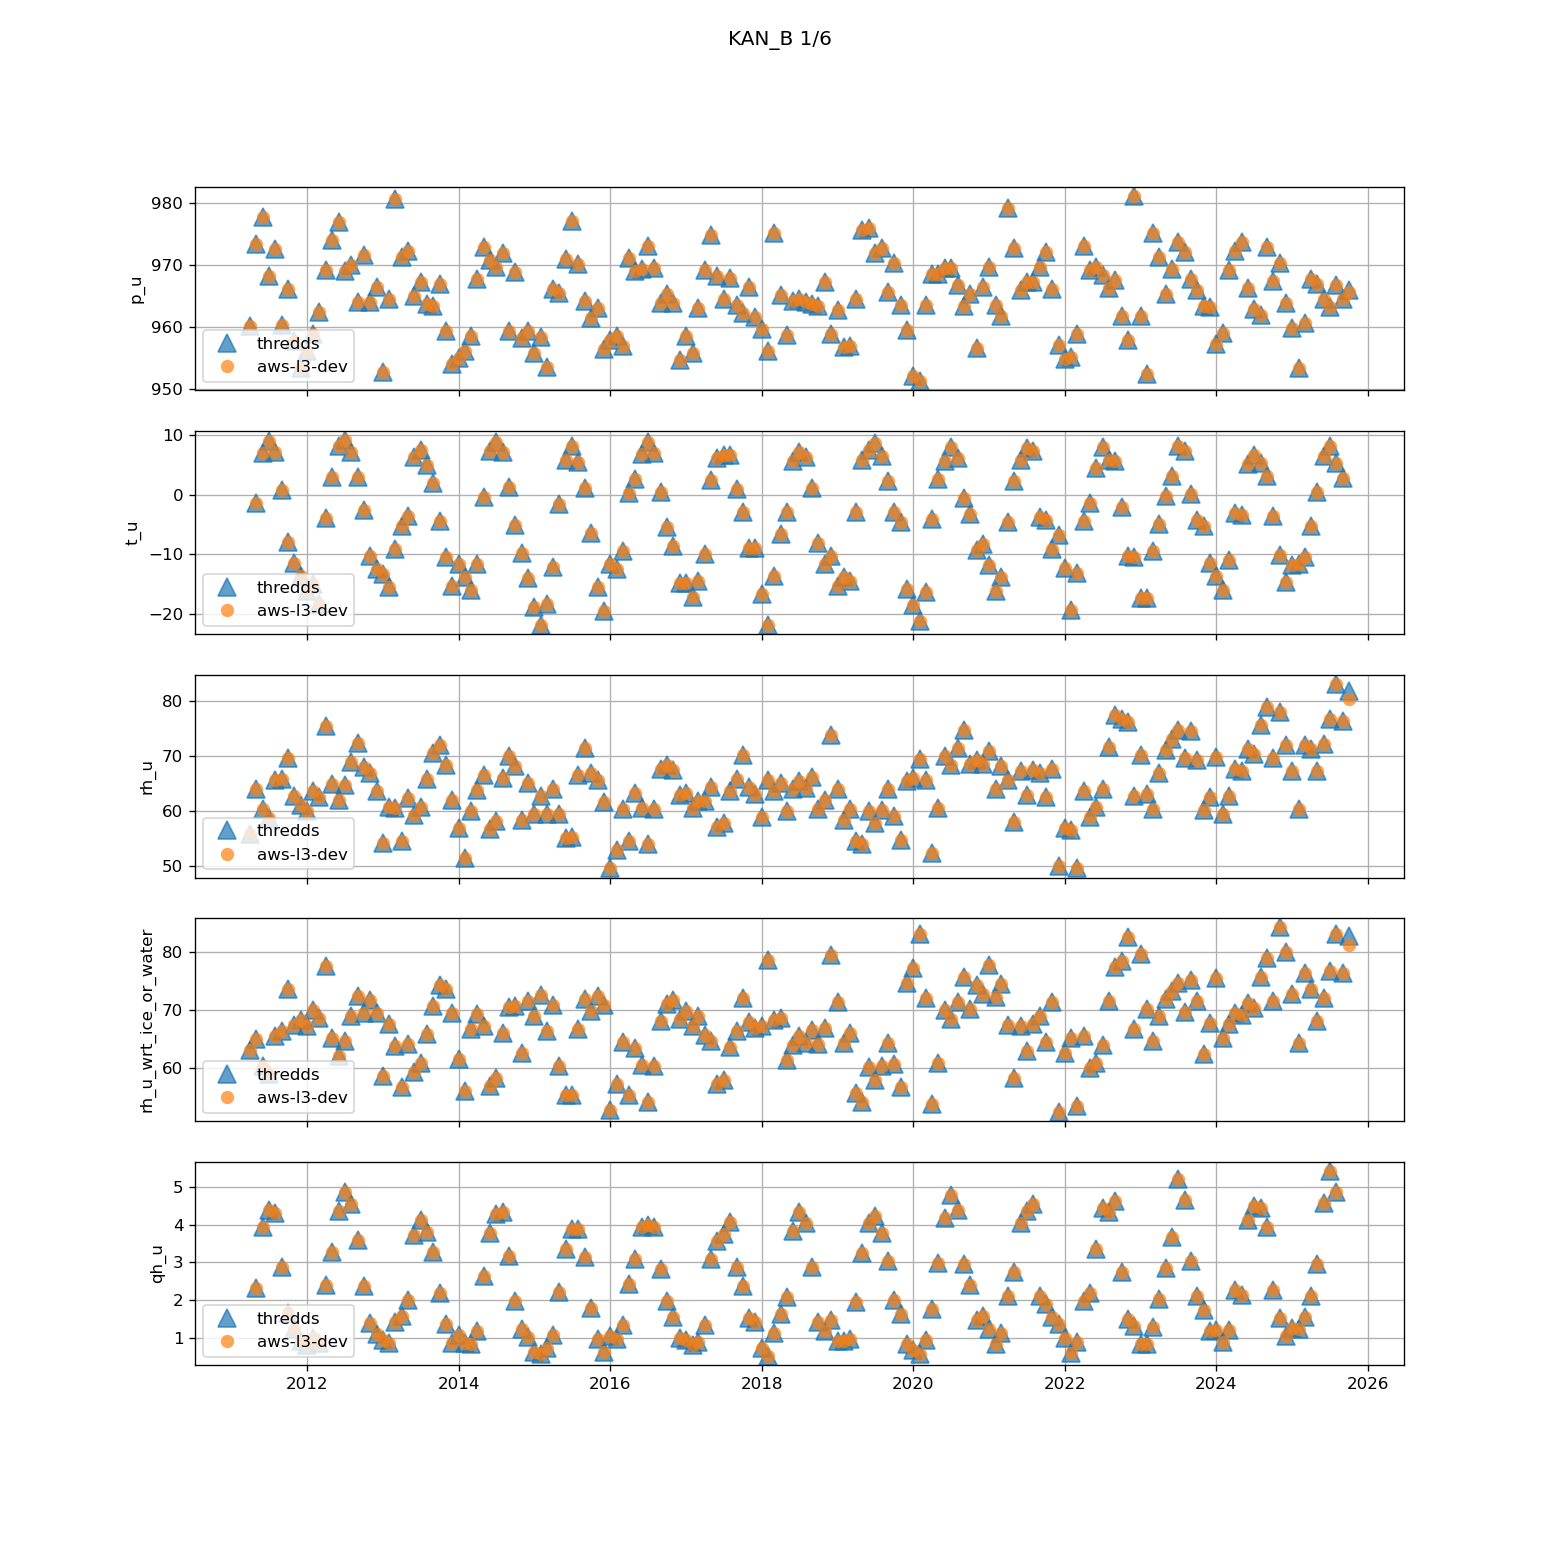 KAN_B 1/6
980
970
960
950
p_u
thredds
aws-l3-dev
10
0
−10
−20
t_u
thredds
aws-l3-dev
80
70
60
50
rh_u
thredds
aws-l3-dev
80
70
60
rh_u_wrt_ice_or_water
thredds
aws-l3-dev
5
4
3
2
1
qh_u
thredds
aws-l3-dev
2012 2014 2016 2018 2020 2022 2024 2026